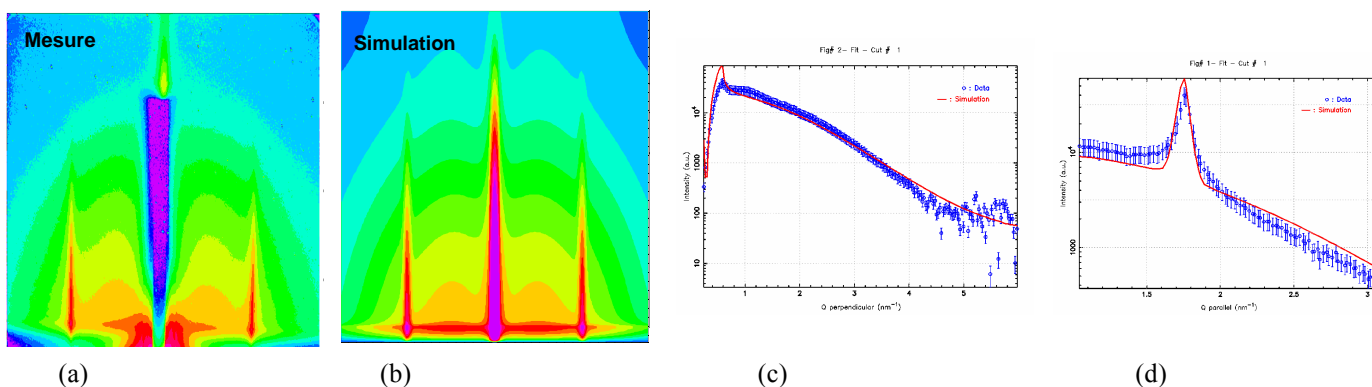 Mesure
Simulation
Fig# 2- Fit - Cut # 1
: Data
: Simulation
Intensity (a.u.)
10⁴
1000
100
10
1
2
3
4
5
Q perpendicular (nm⁻¹)
Fig# 1- Fit - Cut # 1
: Data
: Simulation
Intensity (a.u.)
10⁴
1000
1.5
2
2.5
3
Q parallel (nm⁻¹)
(a)
(b)
(c)
(d)